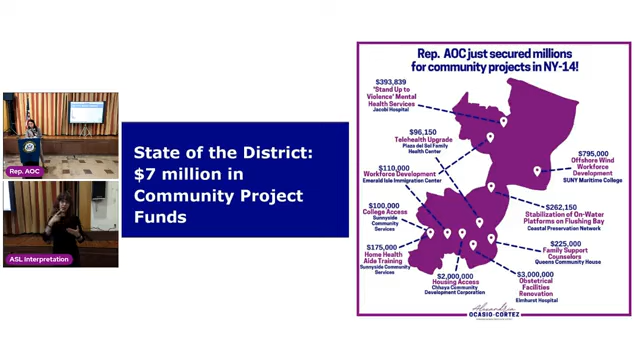 Rep. AOC
ASL Interpretation
State of the District:
$7 million in
Community Project
Funds
Rep. AOC just secured millions
for community projects in NY-14!
$393,839
'Stand Up to
Violence' Mental
Health Services
Jacobi Hospital
$96,150
Telehealth Upgrade
Plaza del Sol Family
Health Center
$110,000
Workforce Development
Emerald Isle Immigration Center
$100,000
College Access
Sunnyside
Community
Services
$175,000
Home Health
Aide Training
Sunnyside Community
Services
$2,000,000
Housing Access
Chhaya Community
Development Corporation
$795,000
Offshore Wind
Workforce
Development
SUNY Maritime College
$262,150
Stabilization of On-Water
Platforms on Flushing Bay
Coastal Preservation Network
$225,000
Family Support
Counselors
Queens Community House
$3,000,000
Obstetrical
Facilities
Renovation
Elmhurst Hospital
Alexandria
OCASIO-CORTEZ